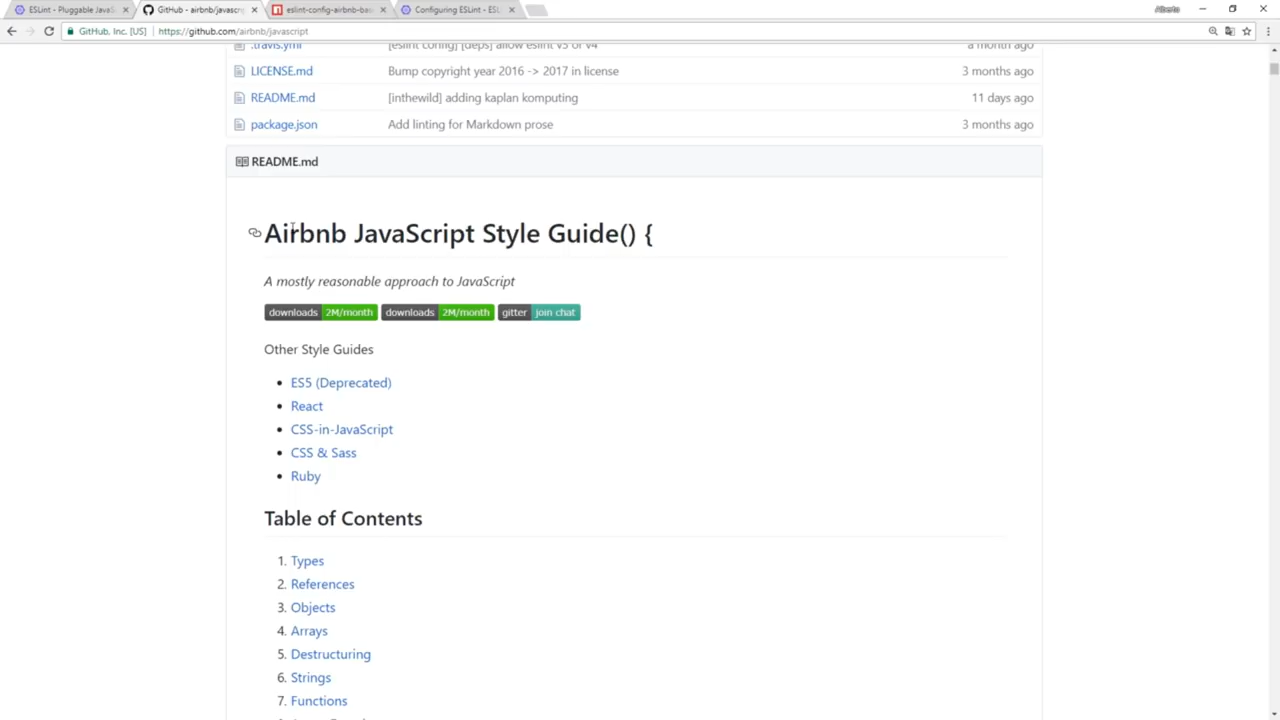 ESLint - Pluggable JavaS
GitHub - airbnb/javascrip
eslint-config-airbnb-bas
Configuring ESLint - ESL
Alberto
GitHub, Inc. [US]
https://github.com/airbnb/javascript
.travis.yml [eslint config] [deps] allow eslint v3 or v4 a month ago
LICENSE.md Bump copyright year 2016 -> 2017 in license 3 months ago
README.md [inthewild] adding kaplan komputing 11 days ago
package.json Add linting for Markdown prose 3 months ago
README.md
Airbnb JavaScript Style Guide() {
A mostly reasonable approach to JavaScript
downloads 2M/month downloads 2M/month gitter join chat
Other Style Guides
• ES5 (Deprecated)
• React
• CSS-in-JavaScript
• CSS & Sass
• Ruby
Table of Contents
1. Types
2. References
3. Objects
4. Arrays
5. Destructuring
6. Strings
7. Functions